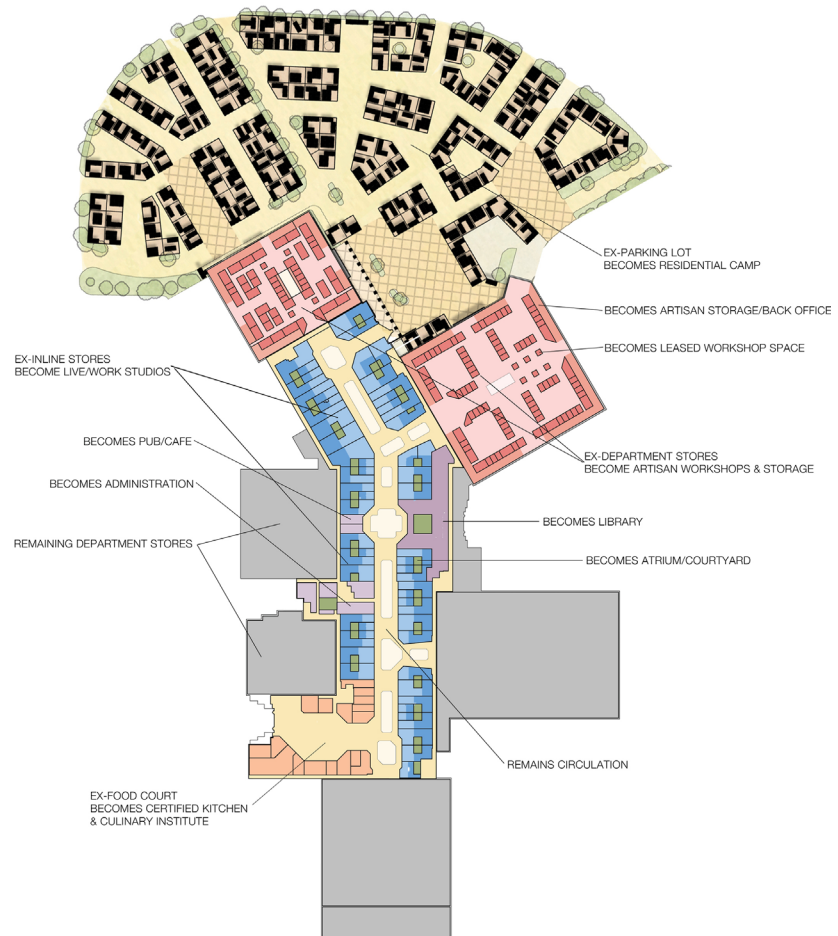 EX-PARKING LOT
BECOMES RESIDENTIAL CAMP
BECOMES ARTISAN STORAGE/BACK OFFICE
BECOMES LEASED WORKSHOP SPACE
EX-INLINE STORES
BECOME LIVE/WORK STUDIOS
BECOMES PUB/CAFE
EX-DEPARTMENT STORES
BECOME ARTISAN WORKSHOPS & STORAGE
BECOMES ADMINISTRATION
BECOMES LIBRARY
REMAINING DEPARTMENT STORES
BECOMES ATRIUM/COURTYARD
REMAINS CIRCULATION
EX-FOOD COURT
BECOMES CERTIFIED KITCHEN
& CULINARY INSTITUTE